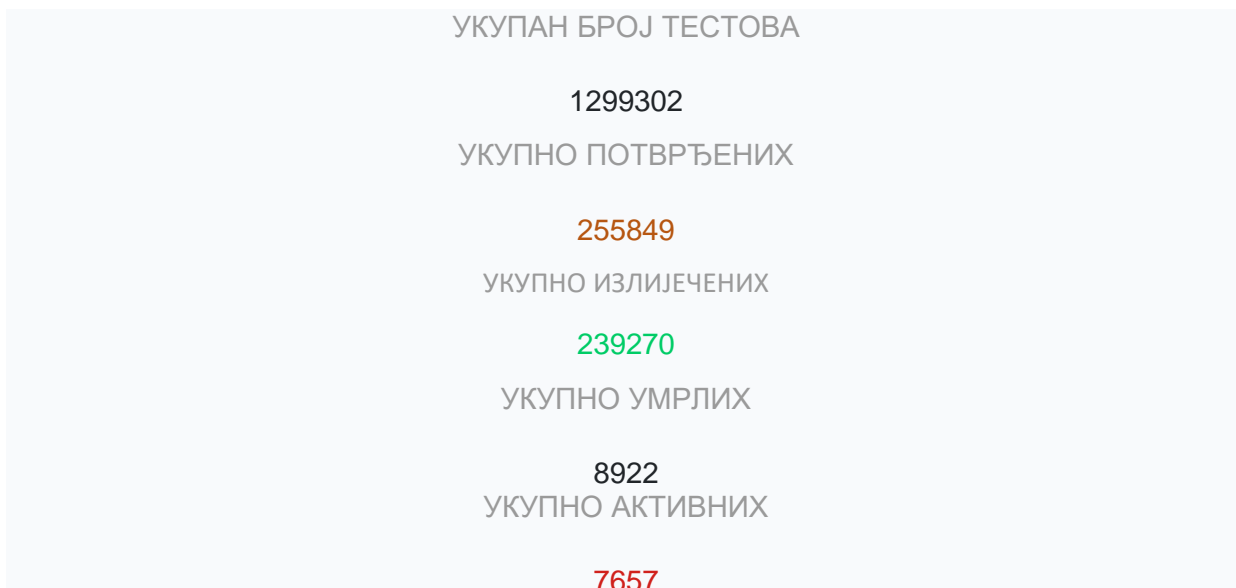 УКУПАН БРОЈ ТЕСТОВА
1299302
УКУПНО ПОТВРЂЕНИХ
255849
УКУПНО ИЗЛИЈЕЧЕНИХ
239270
УКУПНО УМРЛИХ
8922
УКУПНО АКТИВНИХ
7657